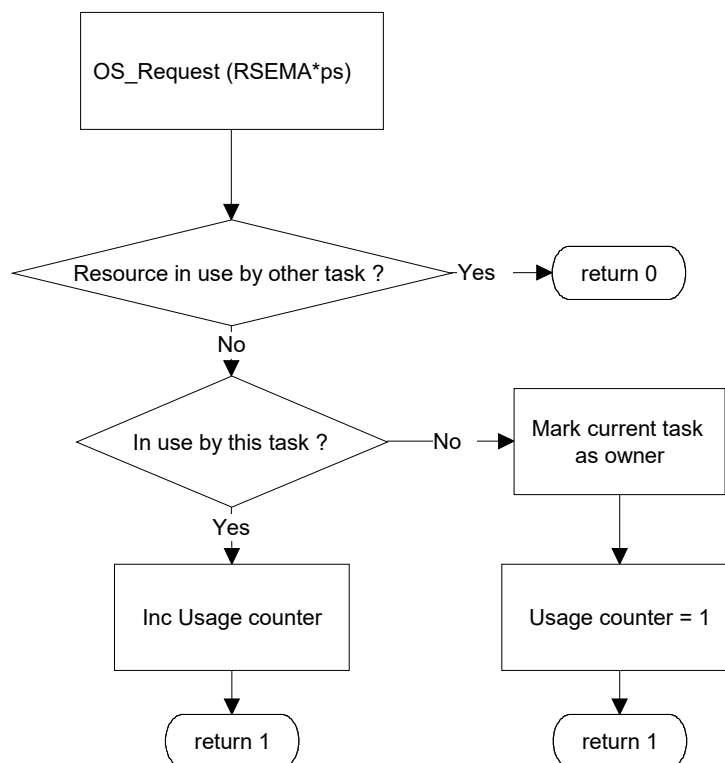 OS_Request (RSEMA*ps)
Resource in use by other task ?
Yes
return 0
No
In use by this task ?
No
Mark current task
as owner
Yes
Inc Usage counter
Usage counter = 1
return 1
return 1